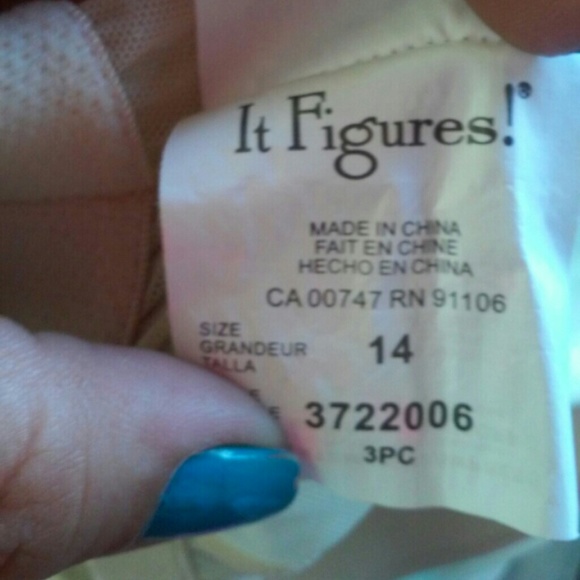 It Figures!®
MADE IN CHINA
FAIT EN CHINE
HECHO EN CHINA
CA 00747 RN 91106
SIZE
GRANDEUR 14
TALLA
3722006
3PC